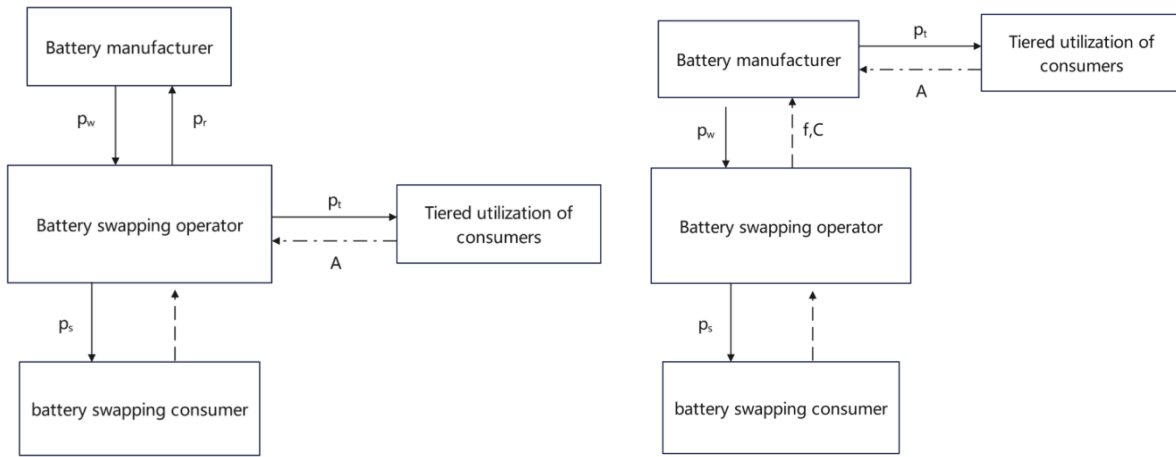 Battery manufacturer
pw
pr
Battery swapping operator
pt
A
Tiered utilization of
consumers
ps
battery swapping consumer
Battery manufacturer
pt
A
Tiered utilization of
consumers
pw
f,C
Battery swapping operator
ps
battery swapping consumer